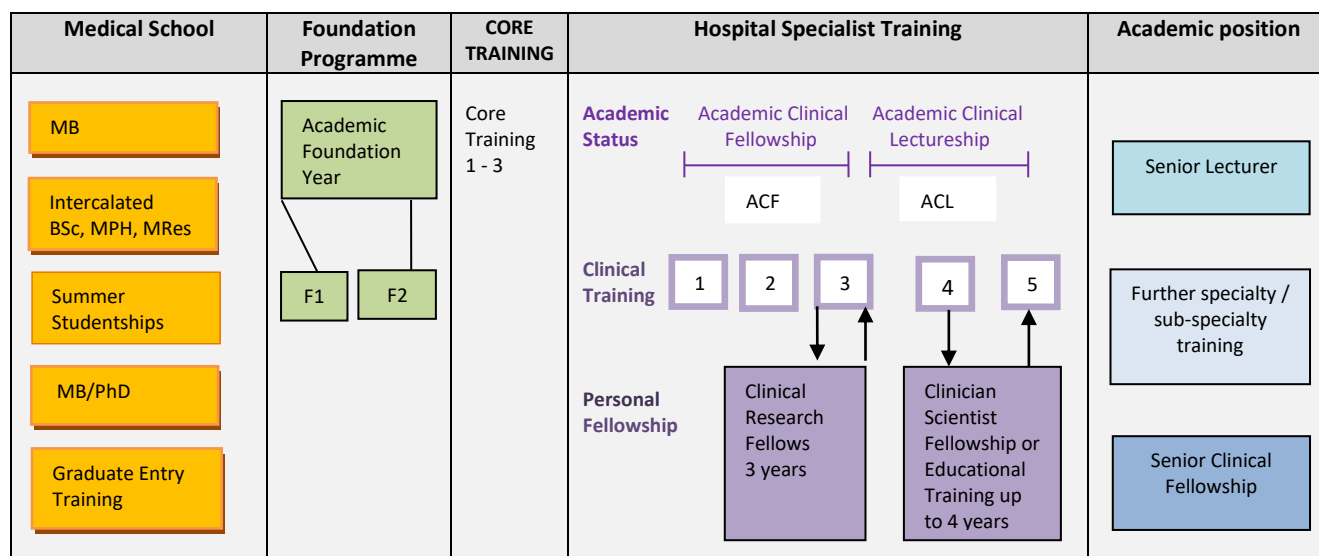 Medical School
Foundation
Programme
CORE
TRAINING
Hospital Specialist Training
Academic position
MB
Intercalated
BSc, MPH, MRes
Summer
Studentships
MB/PhD
Graduate Entry
Training
Academic
Foundation
Year
F1
F2
Core
Training
1 - 3
Academic
Status
Academic Clinical
Fellowship
Academic Clinical
Lectureship
ACF
ACL
Clinical
Training
1
2
3
4
5
Personal
Fellowship
Clinical
Research
Fellows
3 years
Clinician
Scientist
Fellowship or
Educational
Training up
to 4 years
Senior Lecturer
Further specialty /
sub-specialty
training
Senior Clinical
Fellowship